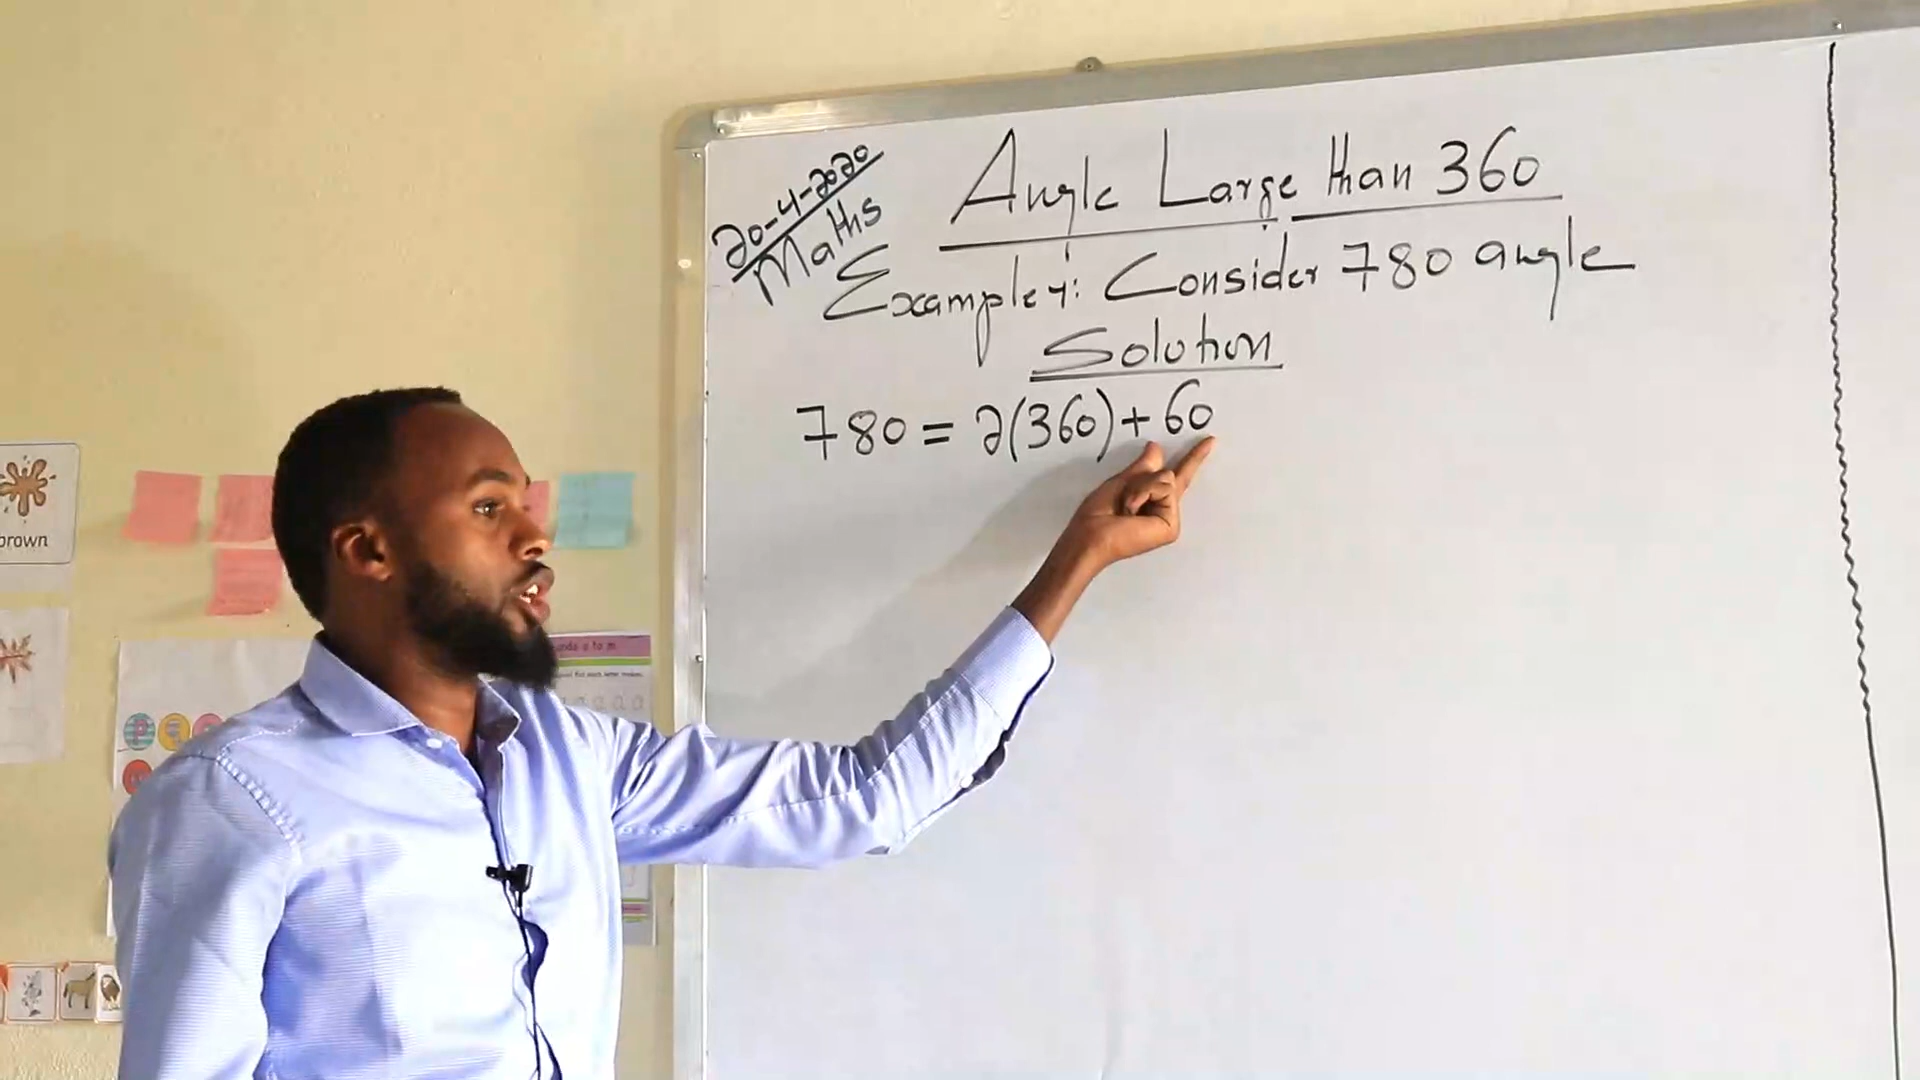 20-4-2020
Maths
Angle Large than 360
Example 1: Consider 780 angle
Solution
780 = 2(360) + 60
brown